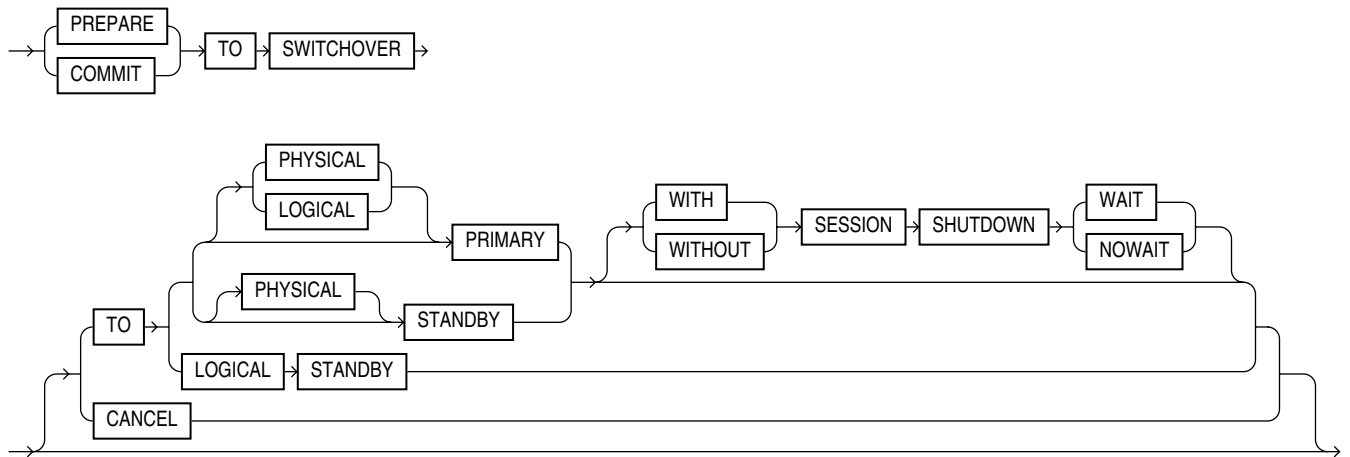 PREPARE
COMMIT
TO
SWITCHOVER
PHYSICAL
LOGICAL
PRIMARY
PHYSICAL
STANDBY
WITH
WITHOUT
SESSION
SHUTDOWN
WAIT
NOWAIT
TO
LOGICAL
STANDBY
CANCEL